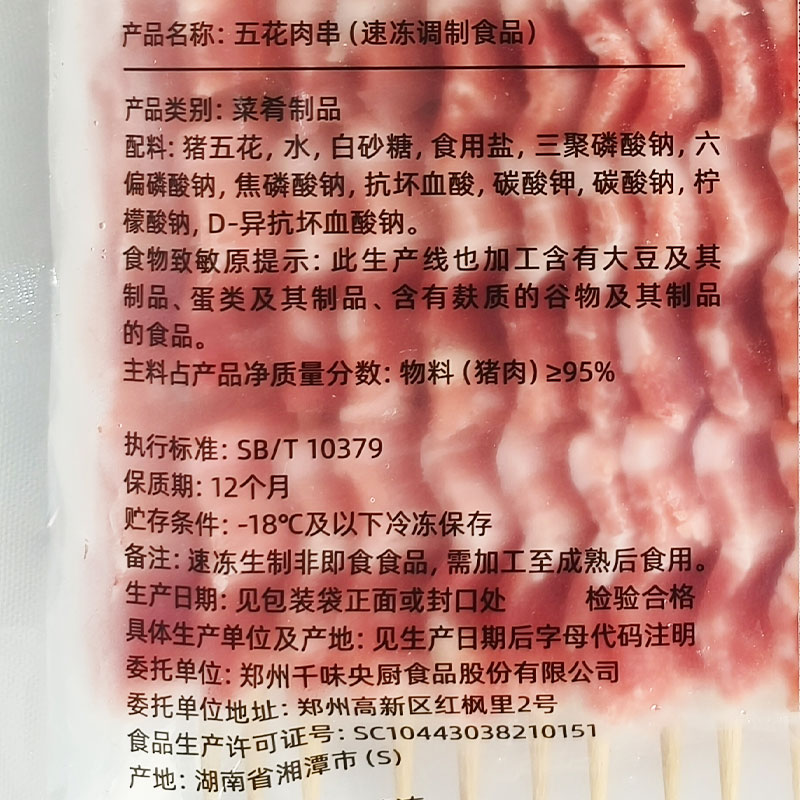 产品名称: 五花肉串 (速冻调制食品)
产品类别: 菜肴制品
配料: 猪五花, 水, 白砂糖, 食用盐, 三聚磷酸钠, 六
偏磷酸钠, 焦磷酸钠, 抗坏血酸, 碳酸钾, 碳酸钠, 柠
檬酸钠, D-异抗坏血酸钠。
食物致敏原提示: 此生产线也加工含有大豆及其
制品、蛋类及其制品、含有麸质的谷物及其制品
的食品。
主料占产品净质量分数: 物料 (猪肉) ≥95%
执行标准: SB/T 10379
保质期: 12个月
贮存条件: -18℃及以下冷冻保存
备注: 速冻生制非即食食品, 需加工至成熟后食用。
生产日期: 见包装袋正面或封口处 检验合格
具体生产单位及产地: 见生产日期后字母代码注明
委托单位: 郑州千味央厨食品股份有限公司
委托单位地址: 郑州高新区红枫里2号
食品生产许可证号: SC10443038210151
产地: 湖南省湘潭市 (S)